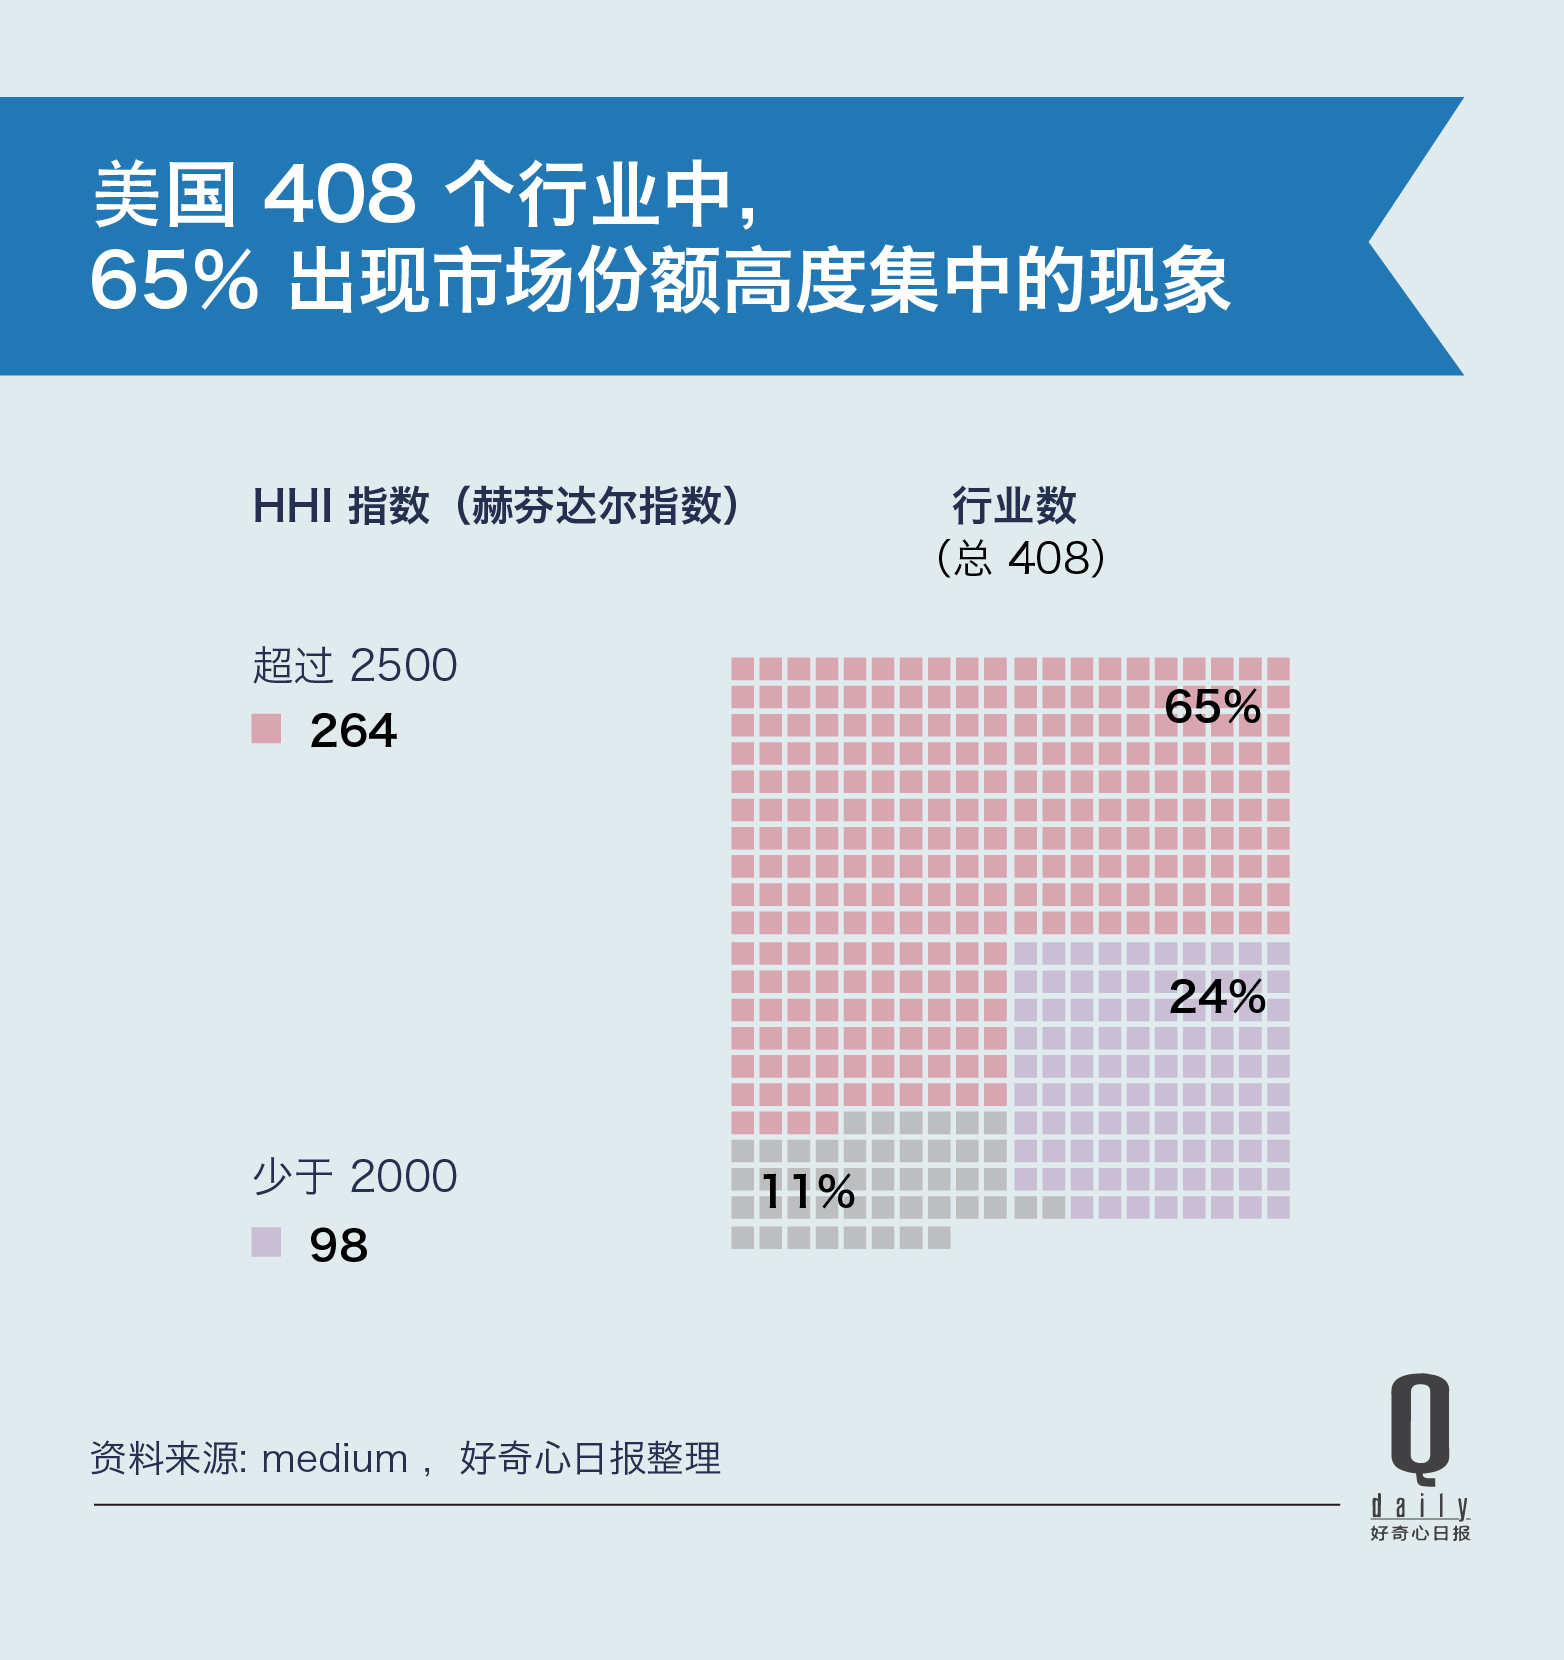 美国 408 个行业中，
65% 出现市场份额高度集中的现象
HHI 指数（赫芬达尔指数）
行业数
（总 408）
超过 2500
264
65%
24%
少于 2000
11%
98
资料来源: medium ，好奇心日报整理
Q
daily
好奇心日报